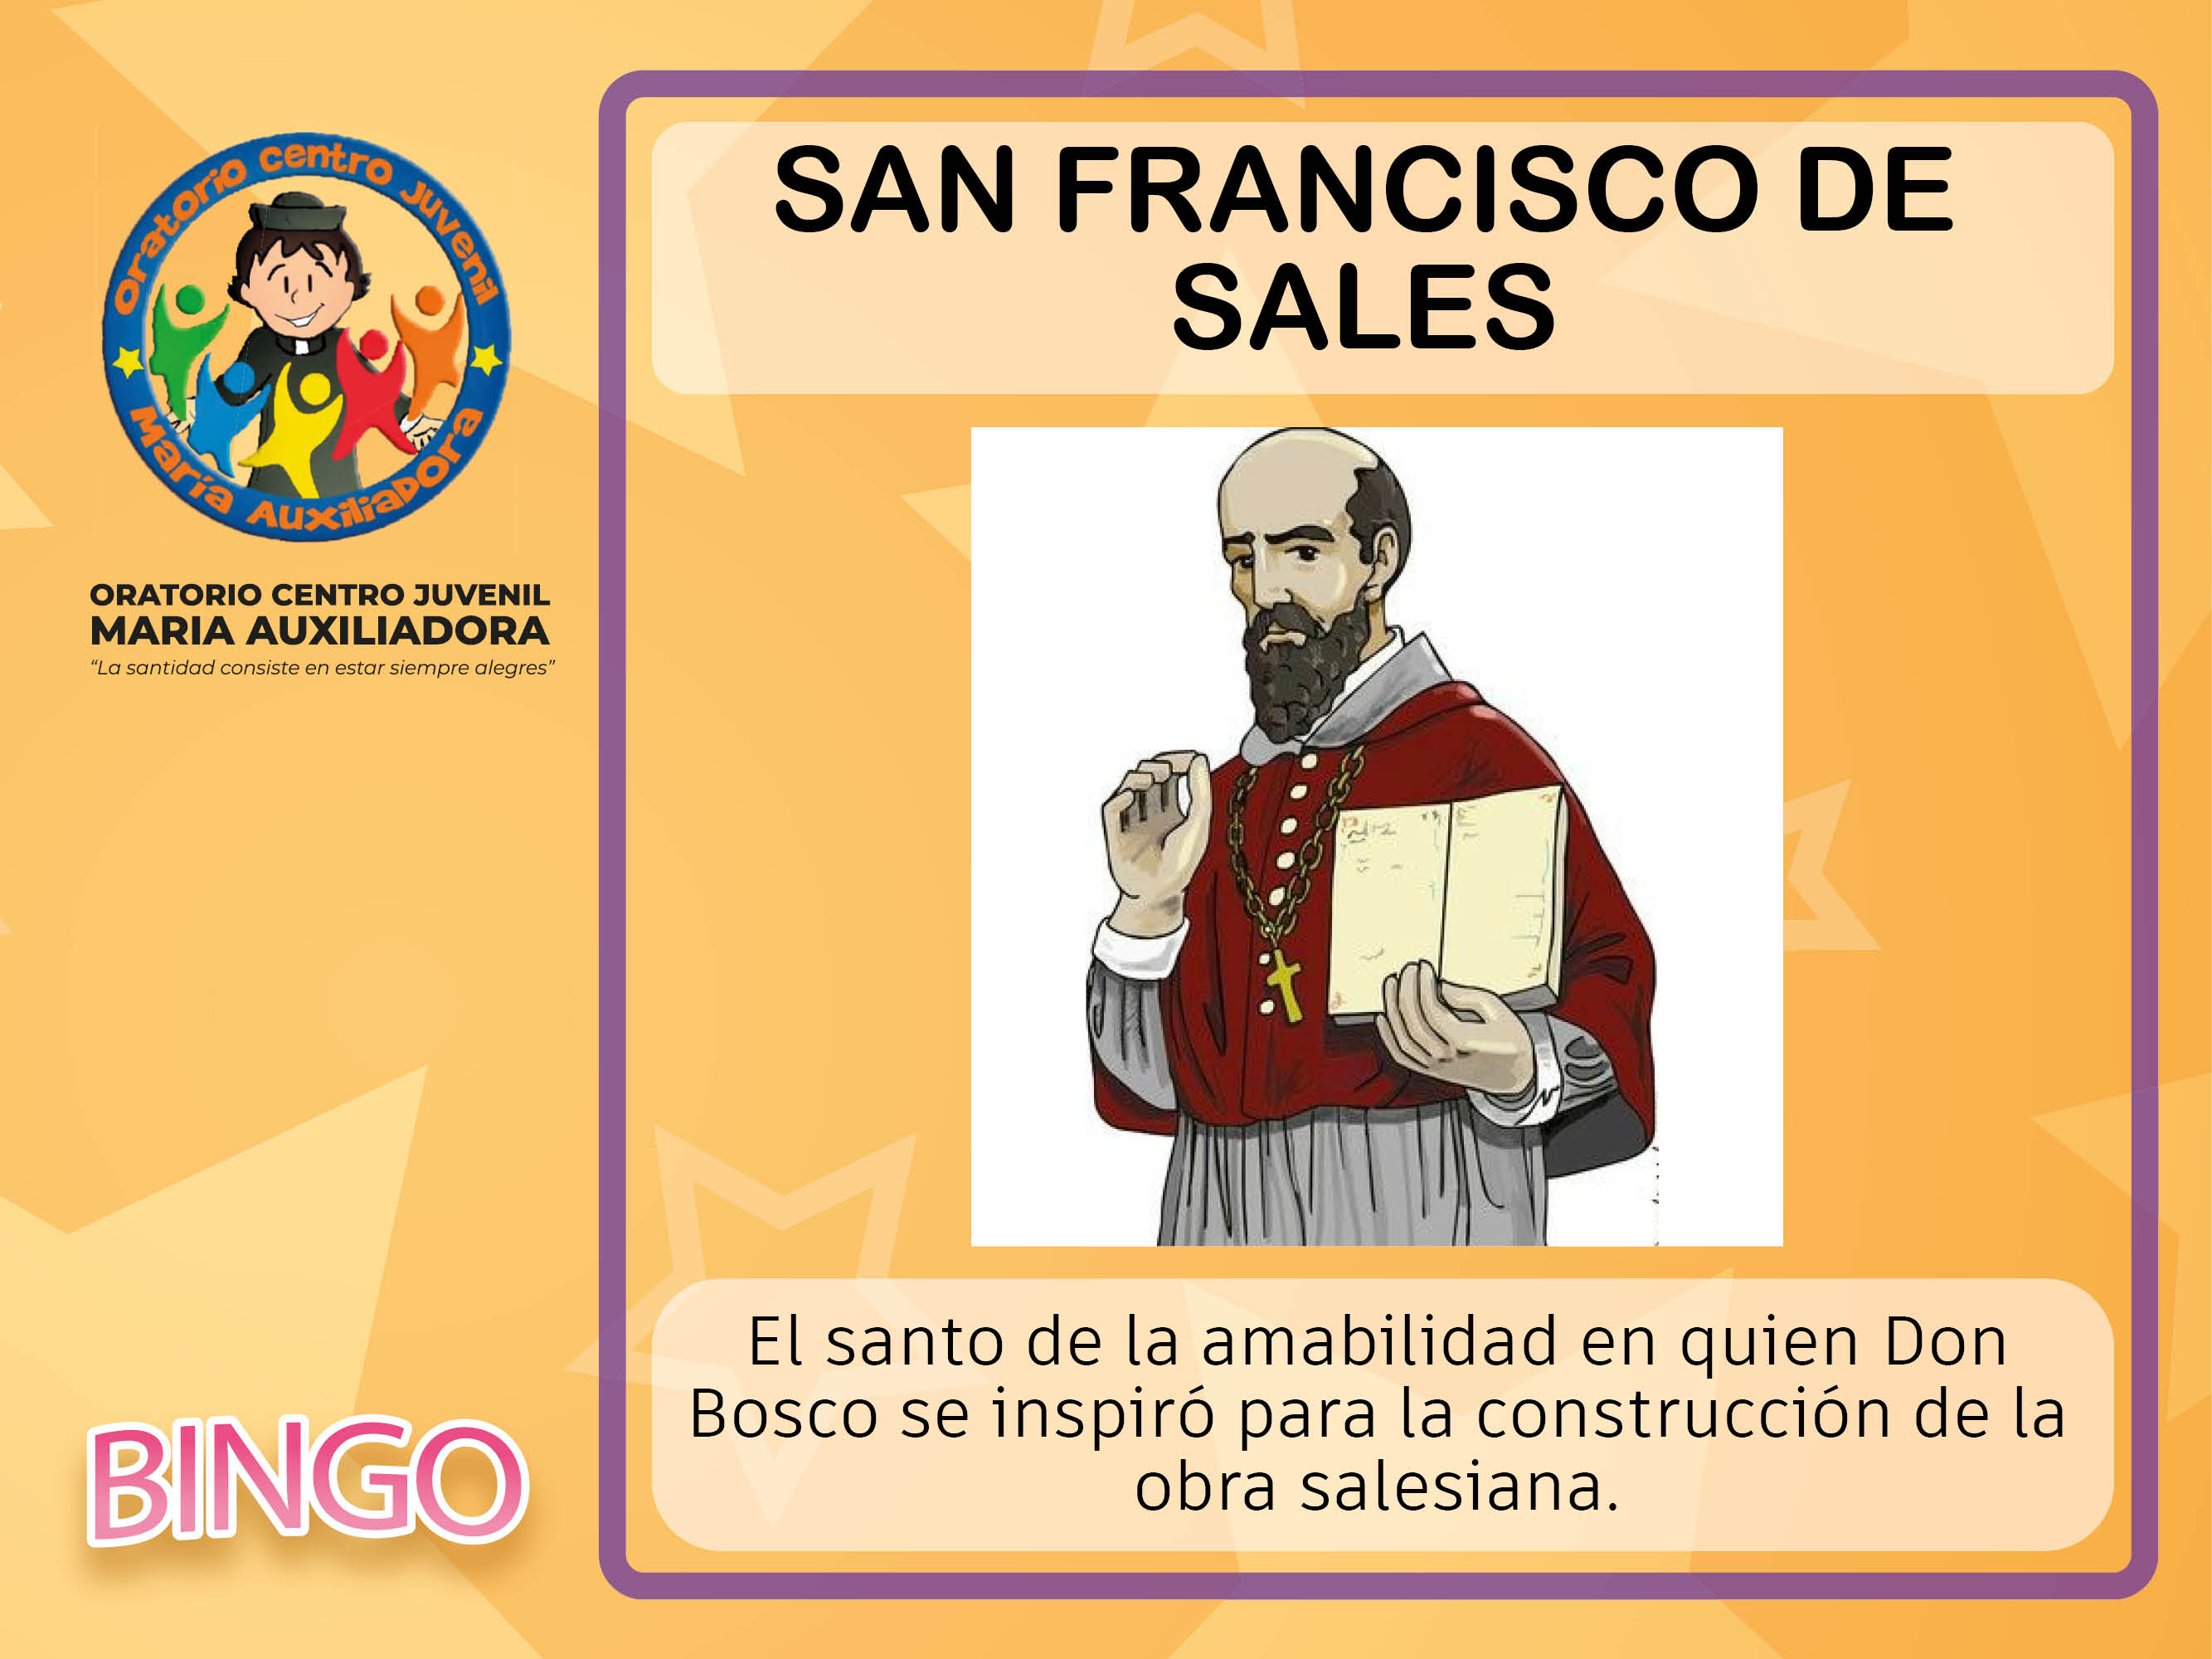 Oratorio Centro Juvenil
María Auxiliadora
ORATORIO CENTRO JUVENIL
MARIA AUXILIADORA
“La santidad consiste en estar siempre alegres”
BINGO
SAN FRANCISCO DE
SALES
El santo de la amabilidad en quien Don
Bosco se inspiró para la construcción de la
obra salesiana.